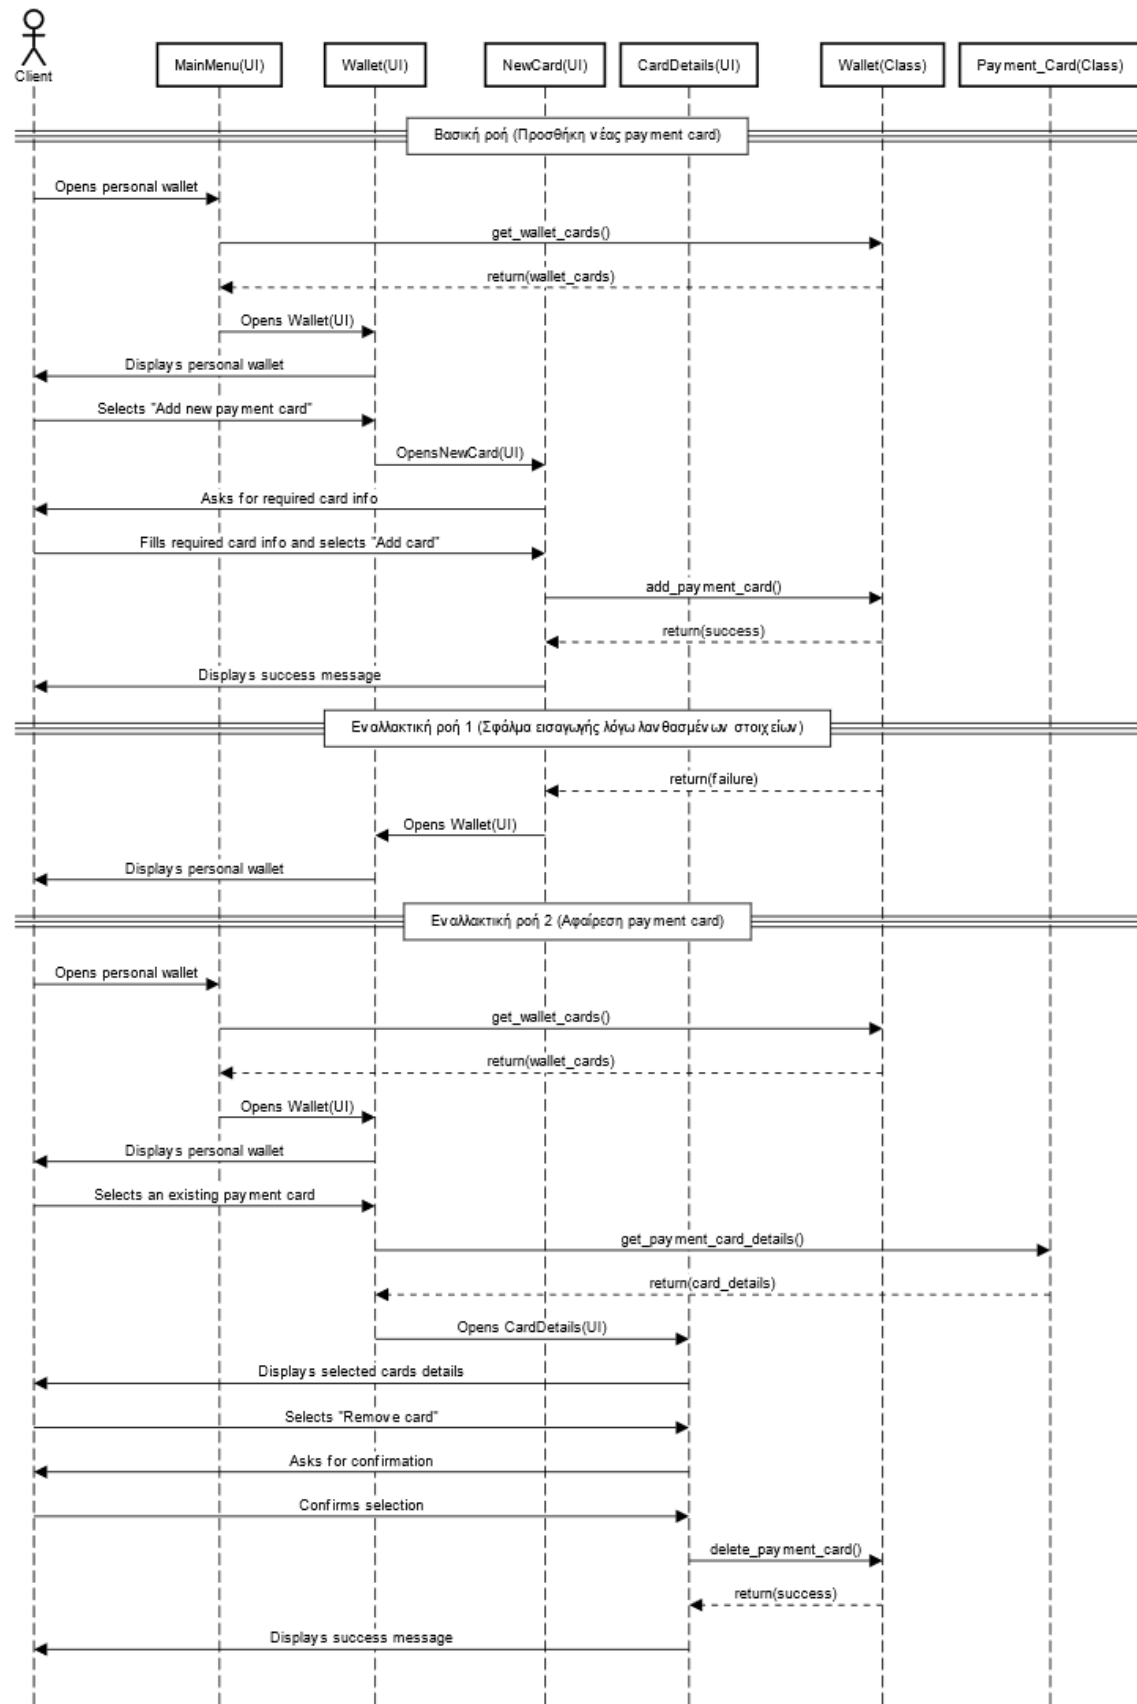 Client
MainMenu(UI)
Wallet(UI)
NewCard(UI)
CardDetails(UI)
Wallet(Class)
Payment_Card(Class)
Βασική ροή (Προσθήκη νέας payment card)
Opens personal wallet
get_wallet_cards()
return(wallet_cards)
Opens Wallet(UI)
Displays personal wallet
Selects "Add new payment card"
OpensNewCard(UI)
Asks for required card info
Fills required card info and selects "Add card"
add_payment_card()
return(success)
Displays success message
Εναλλακτική ροή 1 (Σφάλμα εισαγωγής λόγω λανθασμένων στοιχείων)
return(failure)
Opens Wallet(UI)
Displays personal wallet
Εναλλακτική ροή 2 (Αφαίρεση payment card)
Opens personal wallet
get_wallet_cards()
return(wallet_cards)
Opens Wallet(UI)
Displays personal wallet
Selects an existing payment card
get_payment_card_details()
return(card_details)
Opens CardDetails(UI)
Displays selected cards details
Selects "Remove card"
Asks for confirmation
Confirms selection
delete_payment_card()
return(success)
Displays success message